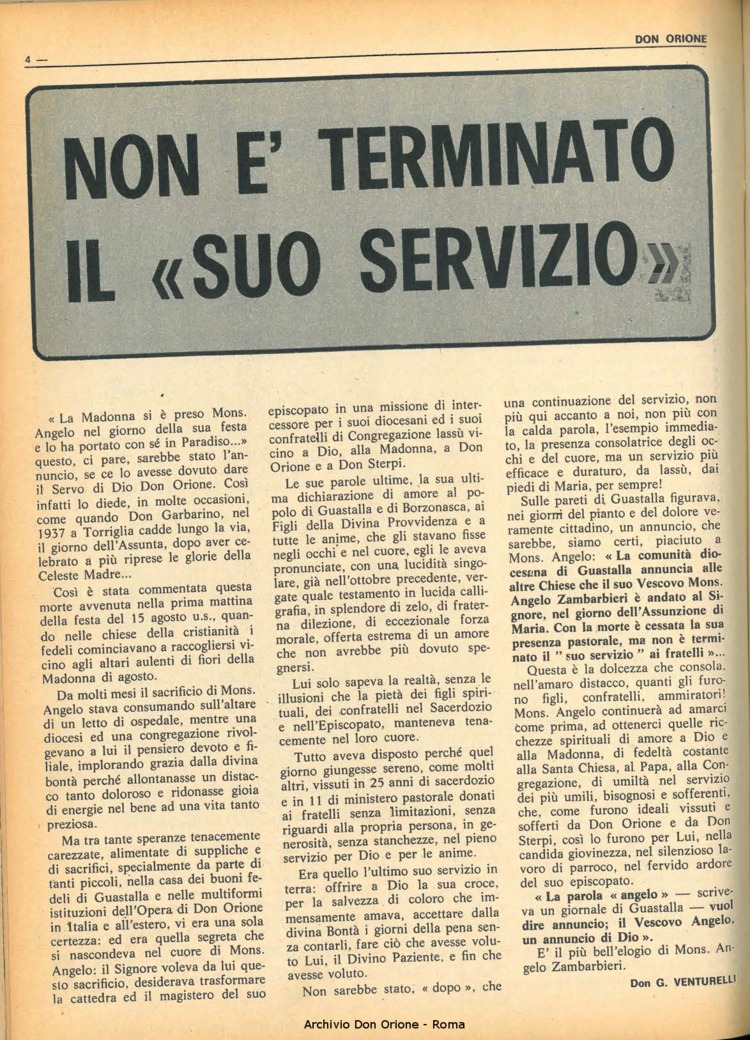 DON ORIONE
4 —
NON E' TERMINATO
IL «SUO SERVIZIO»
« La Madonna si è preso Mons.
Angelo nel giorno della sua festa
e lo ha portato con sé in Paradiso...»
questo, ci pare, sarebbe stato l'an-
nuncio, se ce lo avesse dovuto dare
il Servo di Dio Don Orione. Così
infatti lo diede, in molte occasioni,
come quando Don Garbarino, nel
1937 a Torriglia cadde lungo la via,
il giorno dell'Assunta, dopo aver ce-
lebrato a più riprese le glorie della
Celeste Madre...
Così è stata commentata questa
morte avvenuta nella prima mattina
della festa del 15 agosto u.s., quan-
do nelle chiese della cristianità i
fedeli cominciavano a raccogliersi vi-
cino agli altari aulenti di fiori della
Madonna di agosto.
Da molti mesi il sacrificio di Mons.
Angelo stava consumando sull'altare
di un letto di ospedale, mentre una
diocesi ed una congregazione rivol-
gevano a lui il pensiero devoto e fi-
liale, implorando grazia dalla divina
bontà perché allontanasse un distac-
co tanto doloroso e ridonasse gioia
di energie nel bene ad una vita tanto
preziosa.
Ma tra tante speranze tenacemente
carezzate, alimentate di suppliche e
di sacrifici, specialmente da parte di
tanti piccoli, nella casa dei buoni fe-
deli di Guastalla e nelle multiformi
istituzioni dell'Opera di Don Orione
in Italia e all'estero, vi era una sola
certezza: ed era quella segreta che
si nascondeva nel cuore di Mons.
Angelo: il Signore voleva da lui que-
sto sacrificio, desiderava trasformare
la cattedra ed il magistero del suo
episcopato in una missione di inter-
cessore per i suoi diocesani ed i suoi
confratelli di Congregazione lassù vi-
cino a Dio, alla Madonna, a Don
Orione e a Don Sterpi.
Le sue parole ultime, la sua ulti-
ma dichiarazione di amore al po-
polo di Guastalla e di Borzonasca, ai
Figli della Divina Provvidenza e a
tutte le anime, che gli stavano fisse
negli occhi e nel cuore, egli le aveva
pronunciate, con una lucidità singo-
lare, già nell'ottobre precedente, ver-
gate quale testamento in lucida calli-
grafia, in splendore di zelo, di frater-
na dilezione, di eccezionale forza
morale, offerta estrema di un amore
che non avrebbe più dovuto spe-
gnersi.
Lui solo sapeva la realtà, senza le
illusioni che la pietà dei figli spiri-
tuali, dei confratelli nel Sacerdozio
e nell'Episcopato, manteneva tena-
cemente nel loro cuore.
Tutto aveva disposto perché quel
giorno giungesse sereno, come molti
altri, vissuti in 25 anni di sacerdozio
e in 11 di ministero pastorale donati
ai fratelli senza limitazioni, senza
riguardi alla propria persona, in ge-
nerosità, senza stanchezze, nel pieno
servizio per Dio e per le anime.
Era quello l'ultimo suo servizio in
terra: offrire a Dio la sua croce,
per la salvezza di coloro che im-
mensamente amava, accettare dalla
divina Bontà i giorni della pena sen-
za contarli, fare ciò che avesse volu-
to Lui, il Divino Paziente, e fin che
avesse voluto.
Non sarebbe stato, « dopo », che
una continuazione del servizio, non
più qui accanto a noi, non più con
la calda parola, l'esempio immedia-
to, la presenza consolatrice degli oc-
chi e del cuore, ma un servizio più
efficace e duraturo, da lassù, dai
piedi di Maria, per sempre!
Sulle pareti di Guastalla figurava,
nei giorni del pianto e del dolore ve-
ramente cittadino, un annuncio, che
sarebbe, siamo certi, piaciuto a
Mons. Angelo: « La comunità dio-
cesana di Guastalla annuncia alle
altre Chiese che il suo Vescovo Mons.
Angelo Zambarbieri è andato al Si-
gnore, nel giorno dell'Assunzione di
Maria. Con la morte è cessata la sua
presenza pastorale, ma non è termi-
nato il " suo servizio " ai fratelli »...
Questa è la dolcezza che consola,
nell'amaro distacco, quanti gli furo-
no figli, confratelli, ammiratori!
Mons. Angelo continuerà ad amarci
come prima, ad ottenerci quelle ric-
chezze spirituali di amore a Dio e
alla Madonna, di fedeltà costante
alla Santa Chiesa, al Papa, alla Con-
gregazione, di umiltà nel servizio
dei più umili, bisognosi e sofferenti,
che, come furono ideali vissuti e
sofferti da Don Orione e da Don
Sterpi, così lo furono per Lui, nella
candida giovinezza, nel silenzioso la-
voro di parroco, nel fervido ardore
del suo episcopato.
« La parola « angelo » — scrive-
va un giornale di Guastalla — vuol
dire annuncio; il Vescovo Angelo,
un annuncio di Dio ».
E' il più bell'elogio di Mons. An-
gelo Zambarbieri.
Don G. VENTURELLI
Archivio Don Orione - Roma